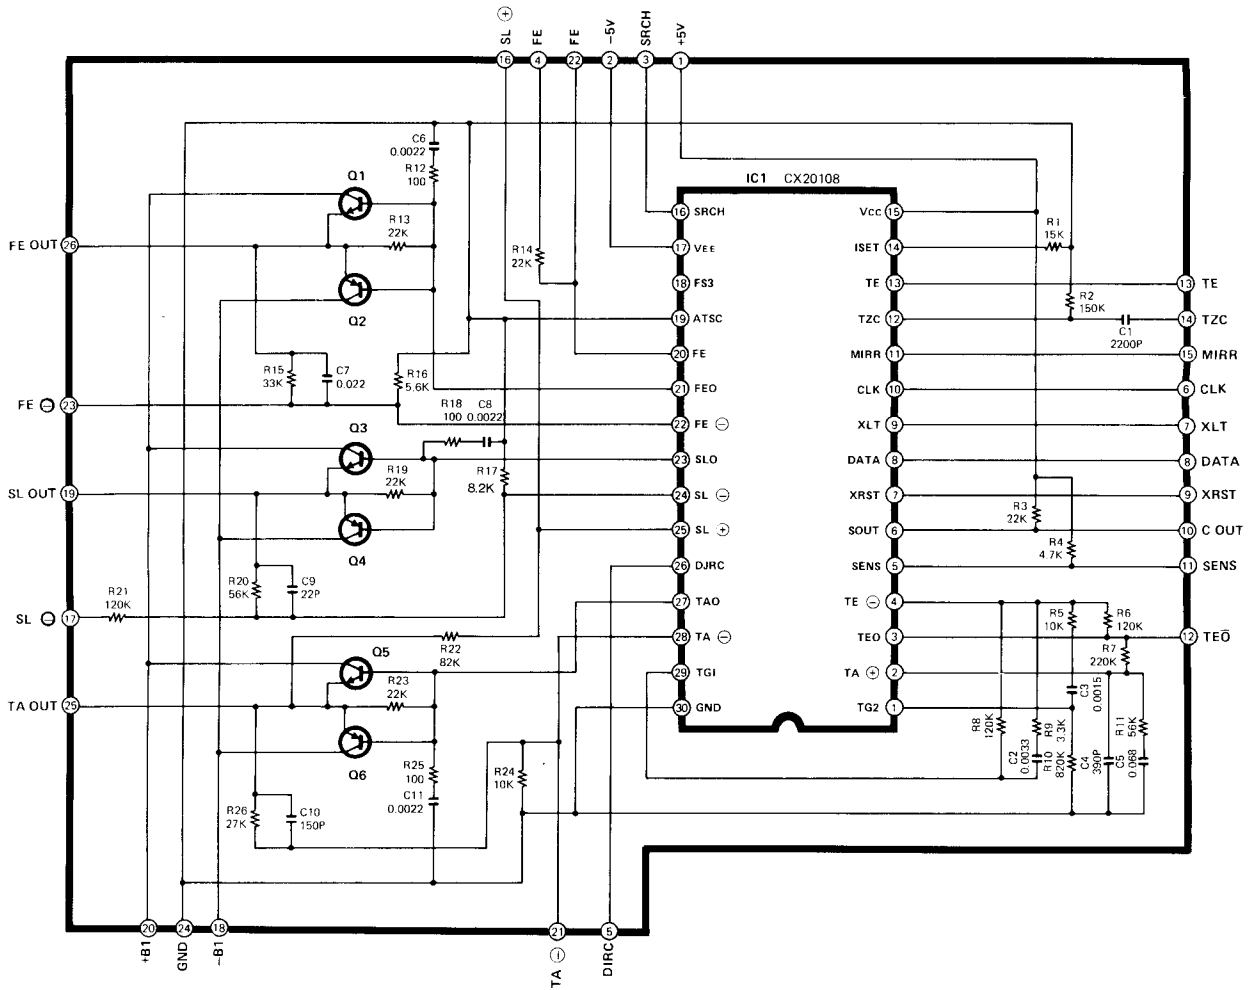 SL ⊕
FE
FE
−5V
SRCH
+5V
16
4
22
2
3
1
C6
0.0022
R12
100
IC1 CX20108
Q1
R13
22K
R14
22K
16 SRCH
VCC 15
R1
15K
FE OUT 26
17 VEE
ISET 14
18 FS3
TE 13
13 TE
Q2
R2
150K
19 ATSC
TZC 12
C1
2200P
14 TZC
20 FE
MIRR 11
15 MIRR
R15
33K
C7
0.022
R16
5.6K
21 FEO
CLK 10
6 CLK
FE ⊖ 23
R18
100
C8
0.0022
22 FE ⊖
XLT 9
7 XLT
Q3
23 SLO
DATA 8
8 DATA
R19
22K
R17
8.2K
SL OUT 19
24 SL ⊖
XRST 7
9 XRST
R3
22K
Q4
25 SL ⊕
SOUT 6
10 C OUT
R4
4.7K
R20
56K
C9
22P
26 DJRC
SENS 5
11 SENS
R21
120K
27 TAO
TE ⊖ 4
R5
10K
R6
120K
SL ⊖ 17
R22
82K
28 TA ⊖
TEO 3
12 TEO̅
R7
220K
Q5
29 TGI
TA ⊕ 2
R23
22K
C3
0.0015
TA OUT 25
30 GND
TG2 1
R8
120K
R9
3.3K
C2
0.0033
R10
820K
C4
390P
R11
56K
C5
0.068
Q6
R25
100
C11
0.0022
R24
10K
R26
27K
C10
150P
20
24
18
21
5
+B1
GND
−B1
TA ⊖
DIRC